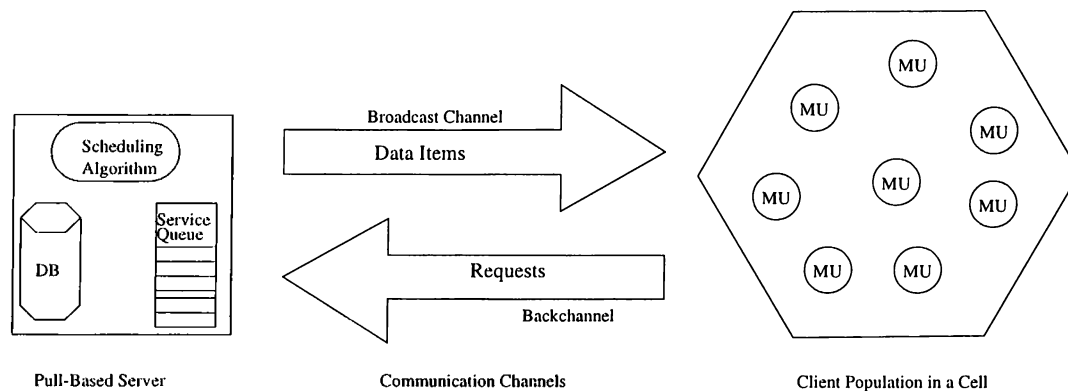 Scheduling
Algorithm
Service
Queue
DB
Pull-Based Server
Broadcast Channel
Data Items
Requests
Backchannel
Communication Channels
MU
MU
MU
MU
MU
MU
MU
MU
Client Population in a Cell